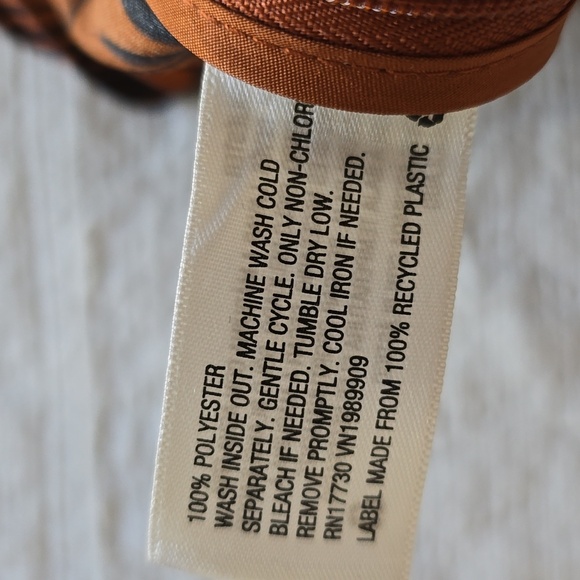 100% POLYESTER
WASH INSIDE OUT. MACHINE WASH COLD
SEPARATELY. GENTLE CYCLE. ONLY NON-CHLOR
BLEACH IF NEEDED. TUMBLE DRY LOW.
REMOVE PROMPTLY. COOL IRON IF NEEDED.
RN17730 VN1989909
LABEL MADE FROM 100% RECYCLED PLASTIC